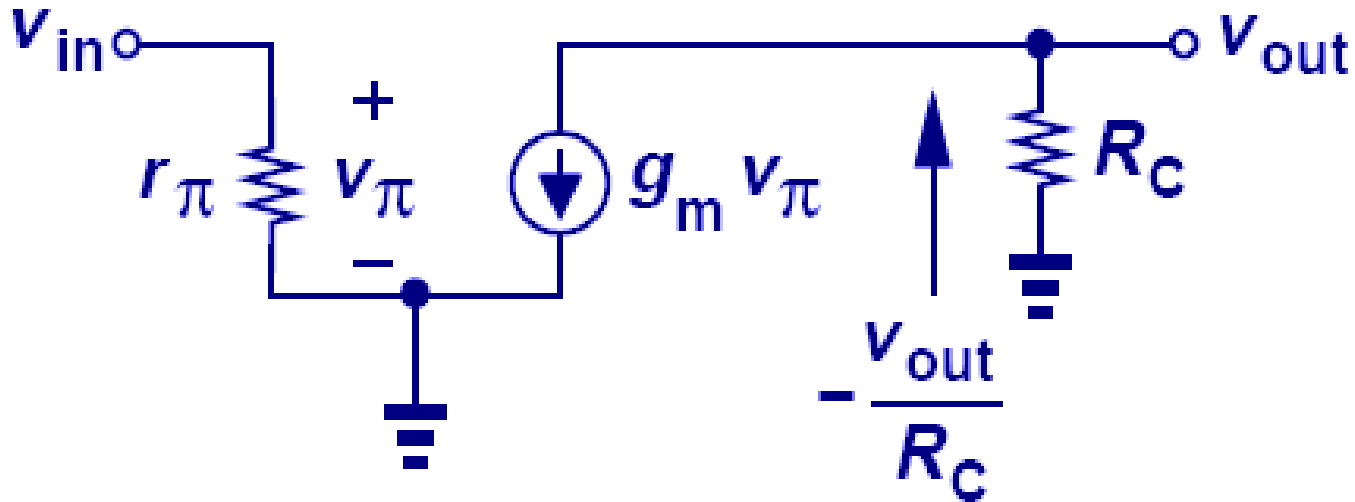 v_in
v_out
+
r_π
v_π
g_m v_π
R_C
−
− v_out / R_C